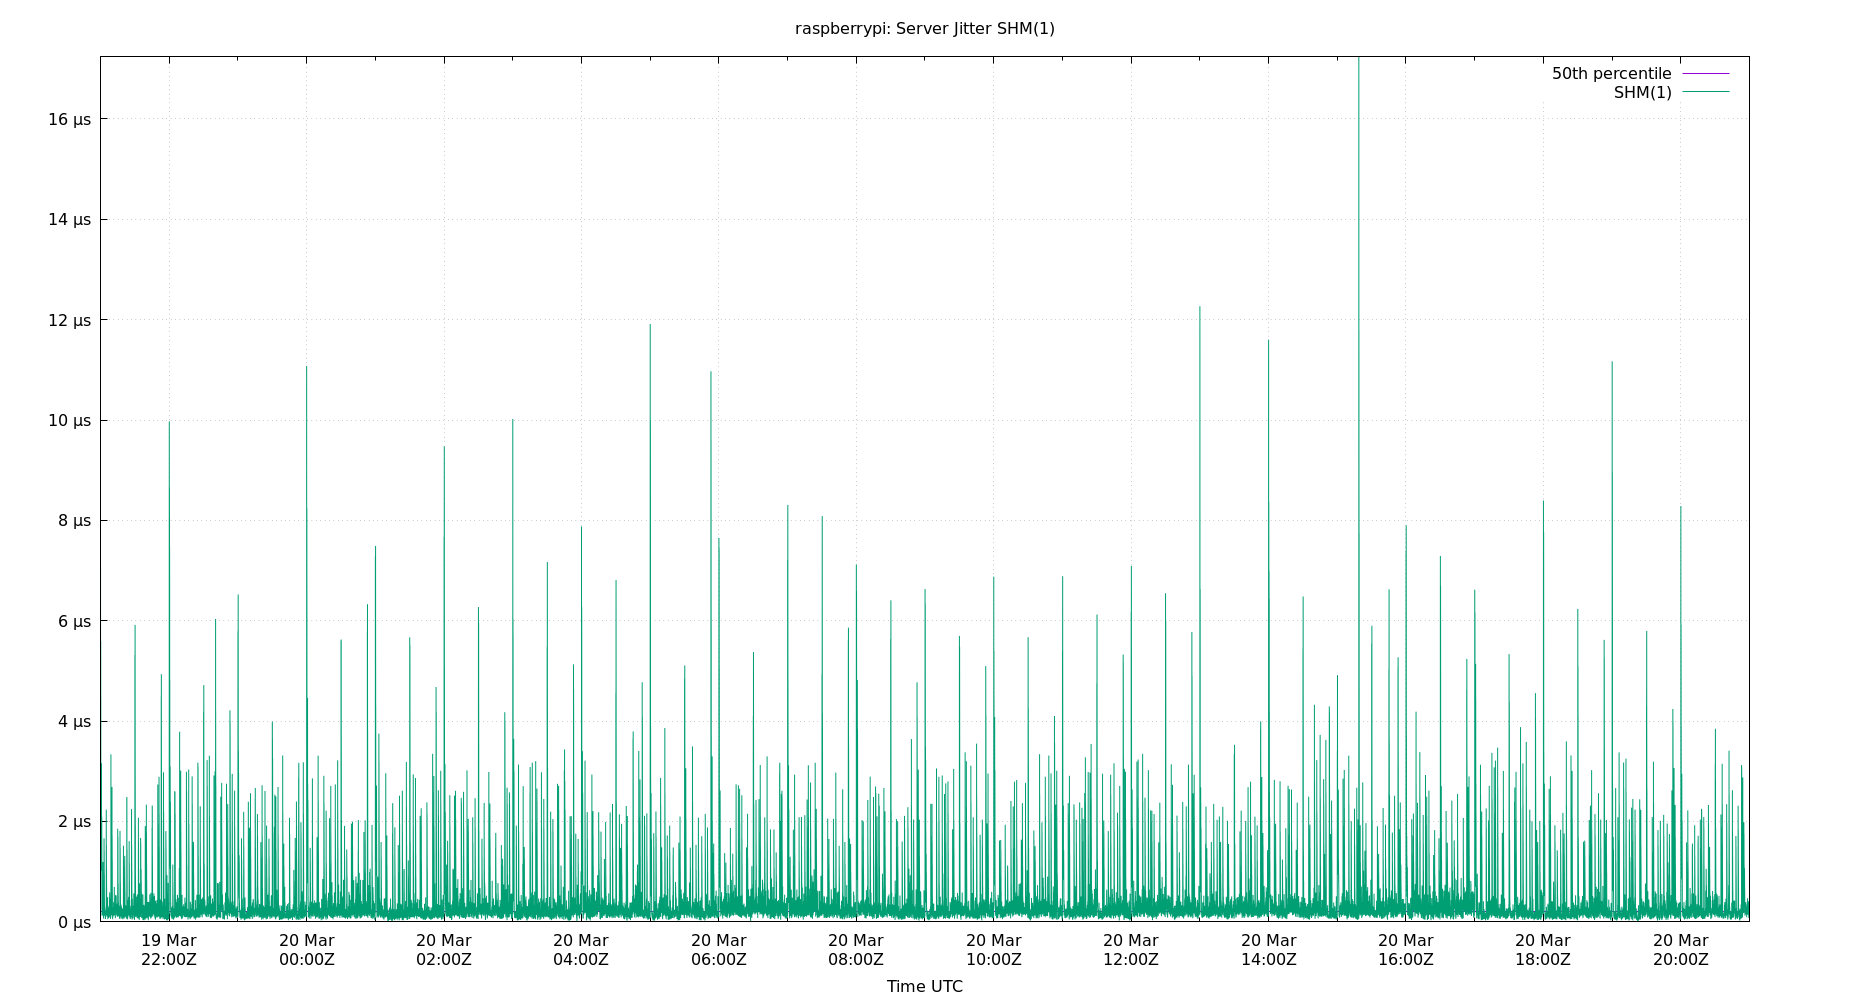 raspberrypi: Server Jitter SHM(1)
50th percentile
SHM(1)
16 µs
14 µs
12 µs
10 µs
8 µs
6 µs
4 µs
2 µs
0 µs
19 Mar 20 Mar 20 Mar 20 Mar 20 Mar 20 Mar 20 Mar 20 Mar 20 Mar 20 Mar 20 Mar 20 Mar
22:00Z 00:00Z 02:00Z 04:00Z 06:00Z 08:00Z 10:00Z 12:00Z 14:00Z 16:00Z 18:00Z 20:00Z
Time UTC